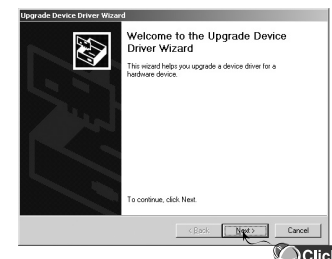 Upgrade Device Driver Wizard
Welcome to the Upgrade Device
Driver Wizard
This wizard helps you upgrade a device driver for a
hardware device.
To continue, click Next.
< Back
Next >
Cancel